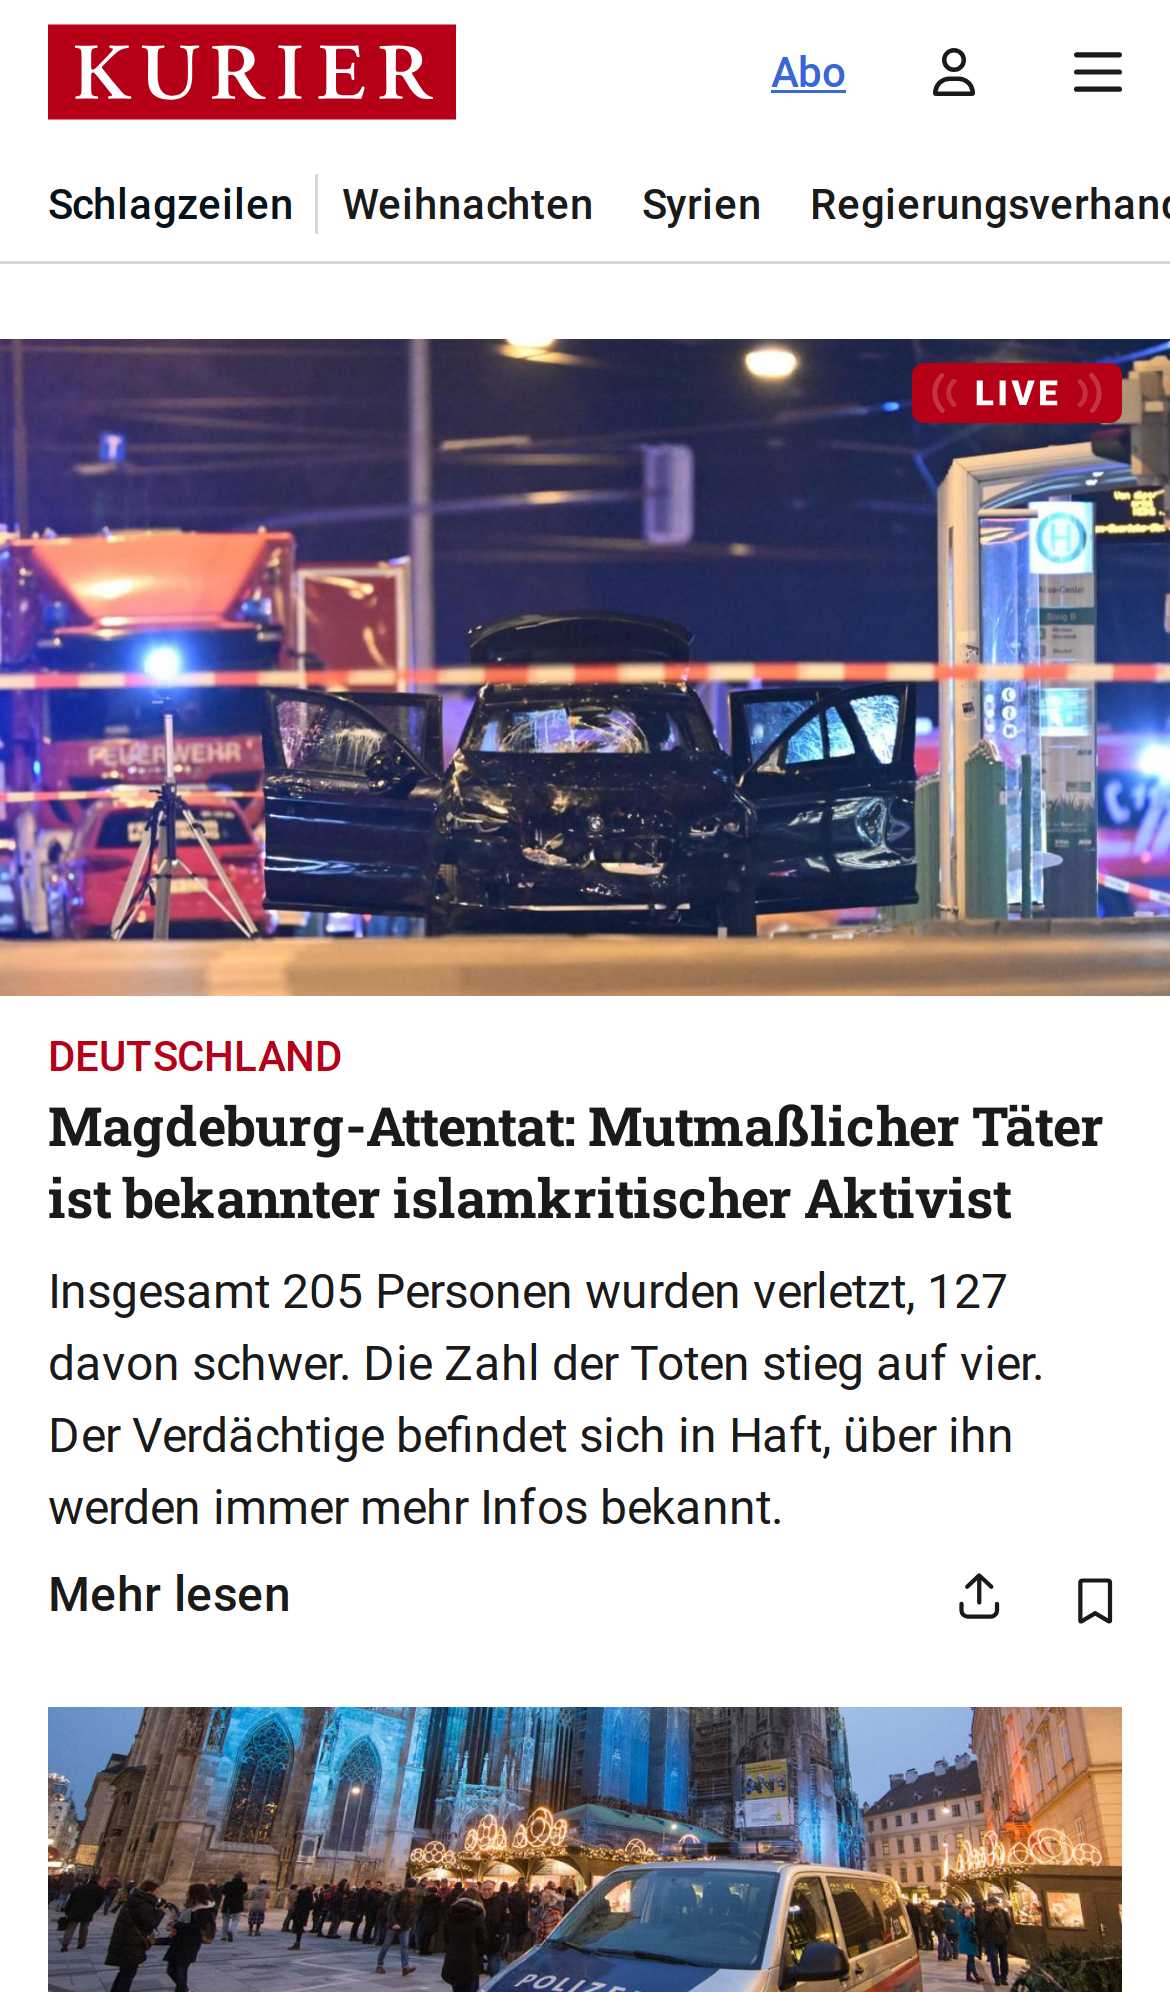 KURIER
Abo
Schlagzeilen
Weihnachten
Syrien
Regierungsverhand
LIVE
H
FEUERWEHR
DEUTSCHLAND
Magdeburg-Attentat: Mutmaßlicher Täter
ist bekannter islamkritischer Aktivist
Insgesamt 205 Personen wurden verletzt, 127
davon schwer. Die Zahl der Toten stieg auf vier.
Der Verdächtige befindet sich in Haft, über ihn
werden immer mehr Infos bekannt.
Mehr lesen
POLIZE